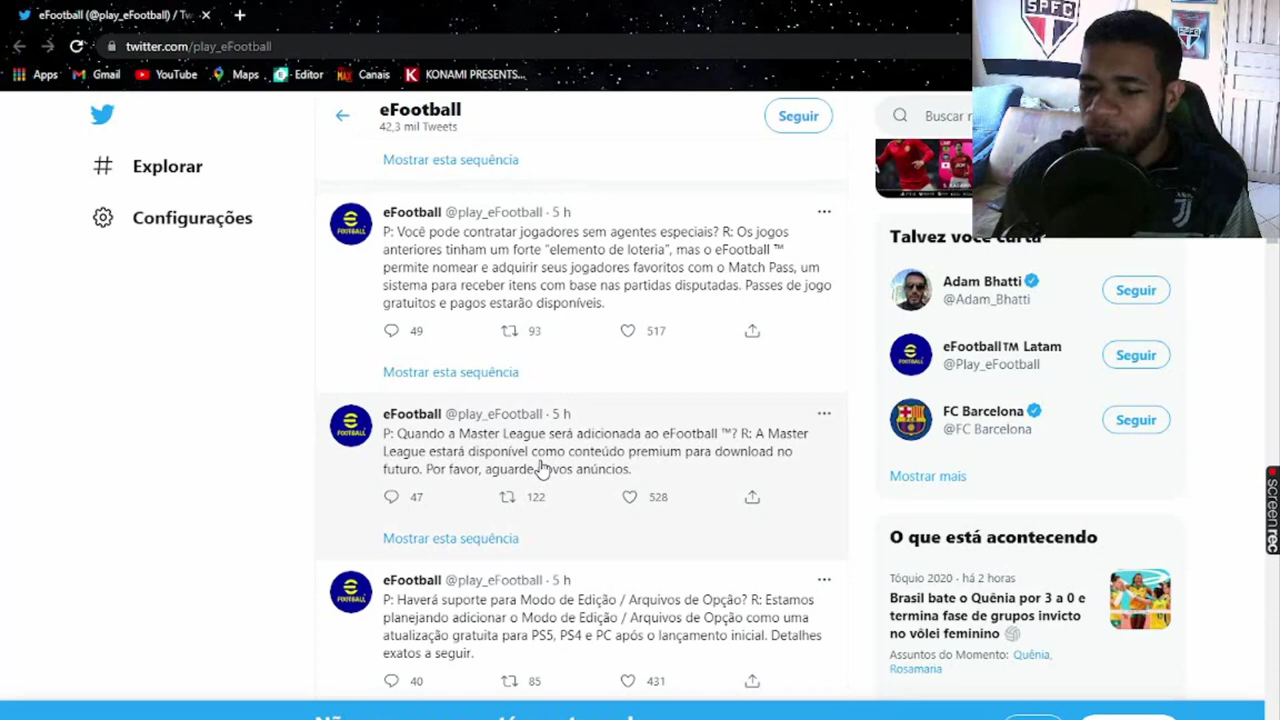 eFootball (@play_eFootball) / Tw
twitter.com/play_eFootball
Apps
Gmail
YouTube
Maps
Editor
Canais
KONAMI PRESENTS...
SPFC
Explorar
Configurações
eFootball
42,3 mil Tweets
Seguir
Buscar
Mostrar esta sequência
eFootball @play_eFootball · 5 h
P: Você pode contratar jogadores sem agentes especiais? R: Os jogos
anteriores tinham um forte “elemento de loteria”, mas o eFootball ™
permite nomear e adquirir seus jogadores favoritos com o Match Pass, um
sistema para receber itens com base nas partidas disputadas. Passes de jogo
gratuitos e pagos estarão disponíveis.
49 93 517
Mostrar esta sequência
eFootball @play_eFootball · 5 h
P: Quando a Master League será adicionada ao eFootball ™? R: A Master
League estará disponível como conteúdo premium para download no
futuro. Por favor, aguarde novos anúncios.
47 122 528
Mostrar esta sequência
eFootball @play_eFootball · 5 h
P: Haverá suporte para Modo de Edição / Arquivos de Opção? R: Estamos
planejando adicionar o Modo de Edição / Arquivos de Opção como uma
atualização gratuita para PS5, PS4 e PC após o lançamento inicial. Detalhes
exatos a seguir.
40 85 431
Talvez você curta
Adam Bhatti
@Adam_Bhatti
Seguir
eFootball™ Latam
@Play_eFootball
Seguir
FC Barcelona
@FC Barcelona
Seguir
Mostrar mais
O que está acontecendo
Tóquio 2020 · há 2 horas
Brasil bate o Quênia por 3 a 0 e
termina fase de grupos invicto
no vôlei feminino
Assuntos do Momento: Quênia,
Rosamaria
screenrec